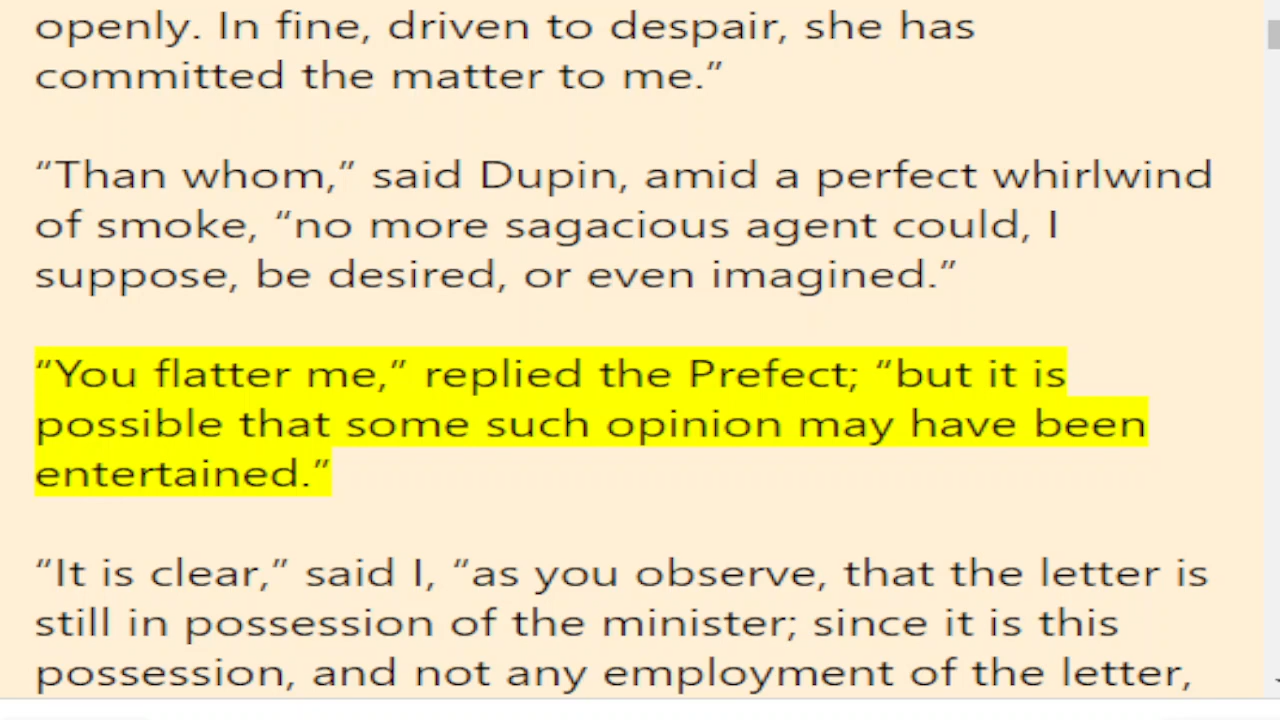 openly. In fine, driven to despair, she has
committed the matter to me.”
“Than whom,” said Dupin, amid a perfect whirlwind
of smoke, “no more sagacious agent could, I
suppose, be desired, or even imagined.”
“You flatter me,” replied the Prefect; “but it is
possible that some such opinion may have been
entertained.”
“It is clear,” said I, “as you observe, that the letter is
still in possession of the minister; since it is this
possession, and not any employment of the letter,